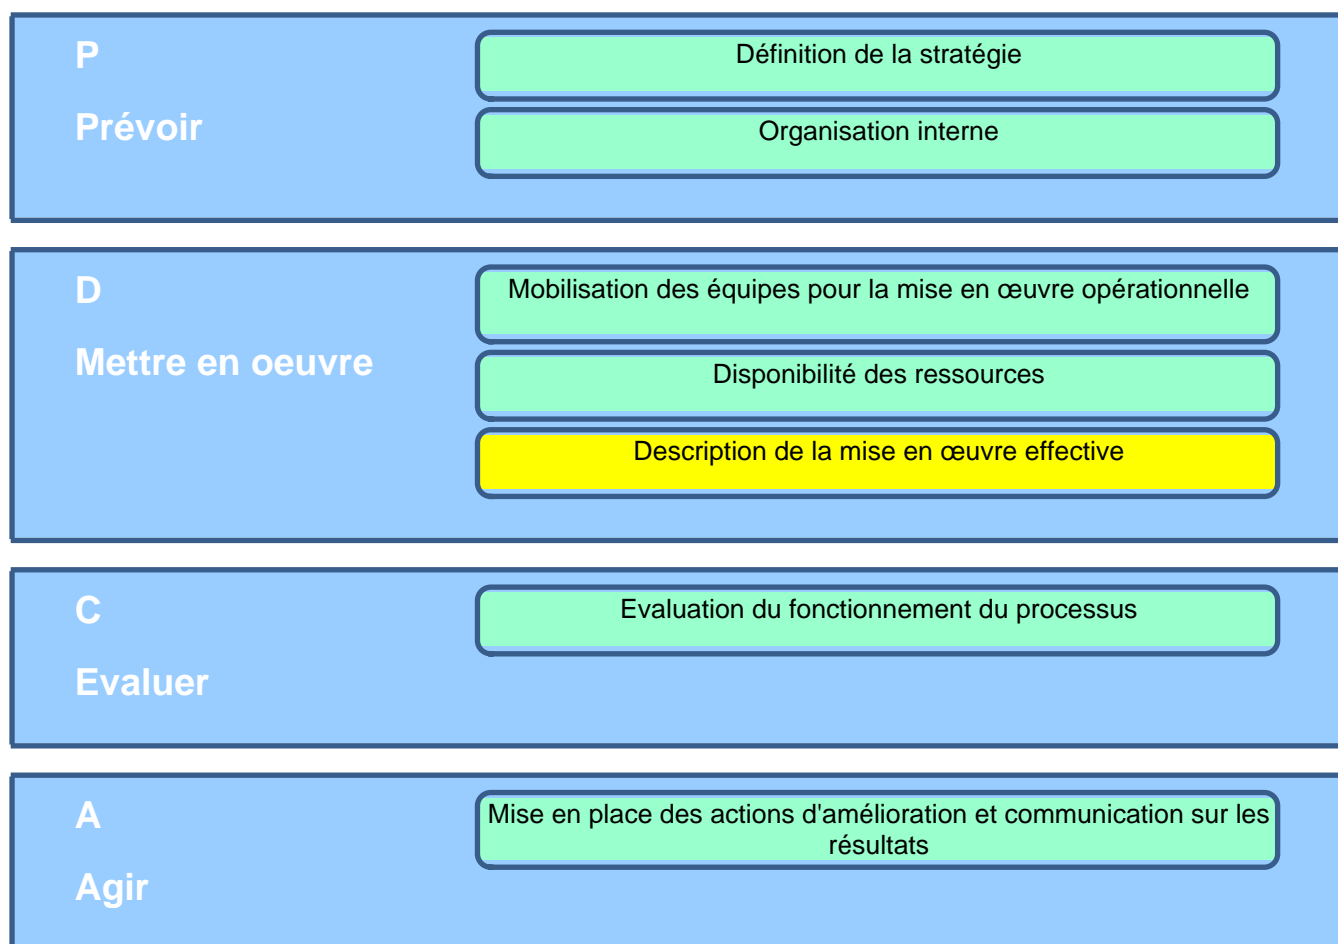 P
Prévoir
Définition de la stratégie
Organisation interne
D
Mettre en oeuvre
Mobilisation des équipes pour la mise en œuvre opérationnelle
Disponibilité des ressources
Description de la mise en œuvre effective
C
Evaluer
Evaluation du fonctionnement du processus
A
Agir
Mise en place des actions d'amélioration et communication sur les
résultats